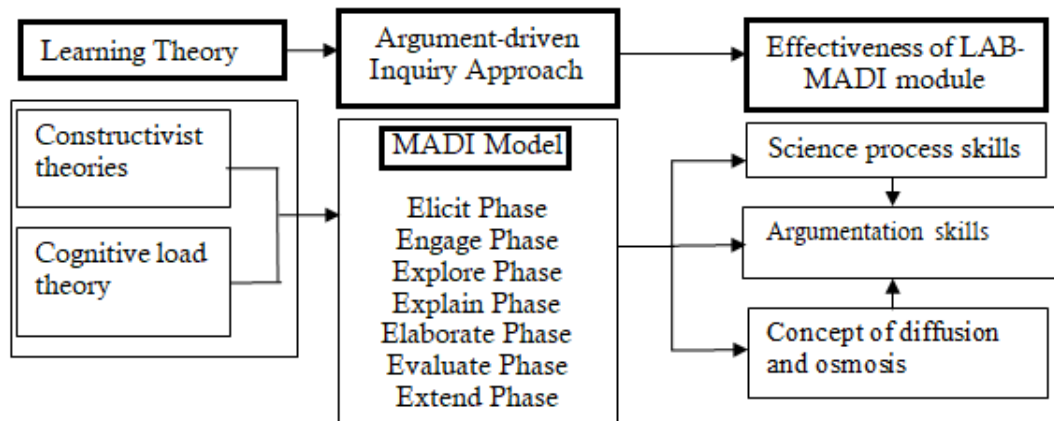 Learning Theory
Argument-driven
Inquiry Approach
Effectiveness of LAB-
MADI module
Constructivist
theories
Cognitive load
theory
MADI Model
Elicit Phase
Engage Phase
Explore Phase
Explain Phase
Elaborate Phase
Evaluate Phase
Extend Phase
Science process skills
Argumentation skills
Concept of diffusion
and osmosis